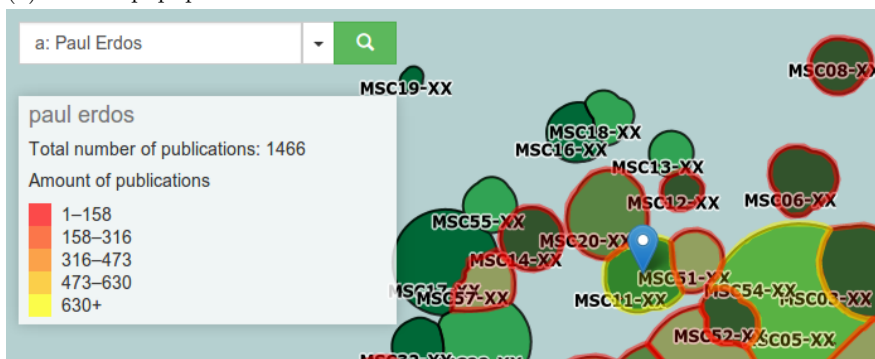 a: Paul Erdos
paul erdos
Total number of publications: 1466
Amount of publications
1–158
158–316
316–473
473–630
630+
MSC19-XX
MSC08-XX
MSC18-XX
MSC16-XX
MSC13-XX
MSC12-XX
MSC06-XX
MSC55-XX
MSC20-XX
MSC14-XX
MSC51-XX
MSC57-XX
MSC11-XX
MSC54-XX
MSC03-XX
MSC52-XX
SC05-XX